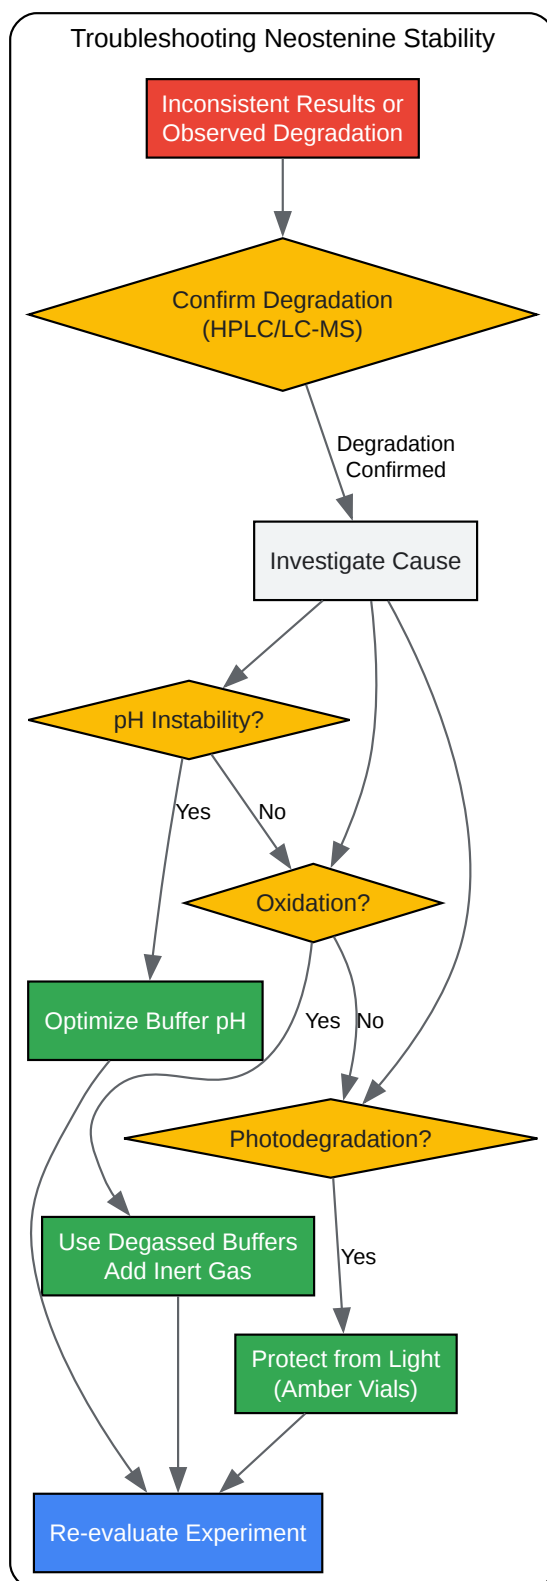 Troubleshooting Neostenine Stability
Inconsistent Results or
Observed Degradation
Confirm Degradation
(HPLC/LC-MS)
Degradation
Confirmed
Investigate Cause
pH Instability?
Yes
No
Oxidation?
Optimize Buffer pH
Yes
No
Photodegradation?
Use Degassed Buffers
Add Inert Gas
Yes
Protect from Light
(Amber Vials)
Re-evaluate Experiment